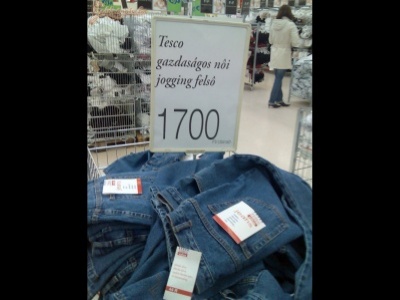 Tesco
gazdaságos női
jogging felső
1700